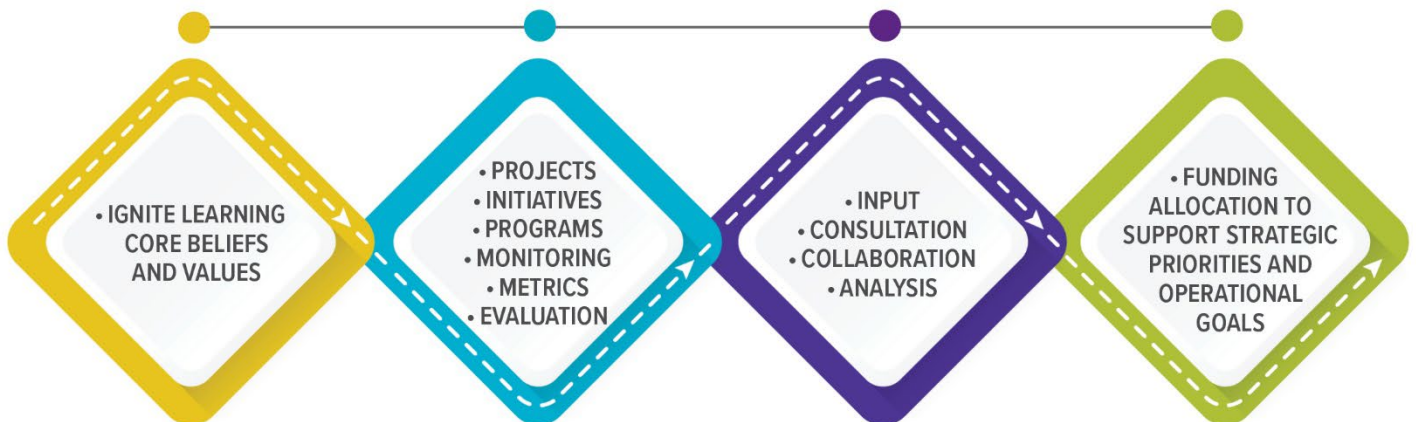 • IGNITE LEARNING
CORE BELIEFS
AND VALUES
• PROJECTS
• INITIATIVES
• PROGRAMS
• MONITORING
• METRICS
• EVALUATION
• INPUT
• CONSULTATION
• COLLABORATION
• ANALYSIS
• FUNDING
ALLOCATION TO
SUPPORT STRATEGIC
PRIORITIES AND
OPERATIONAL
GOALS